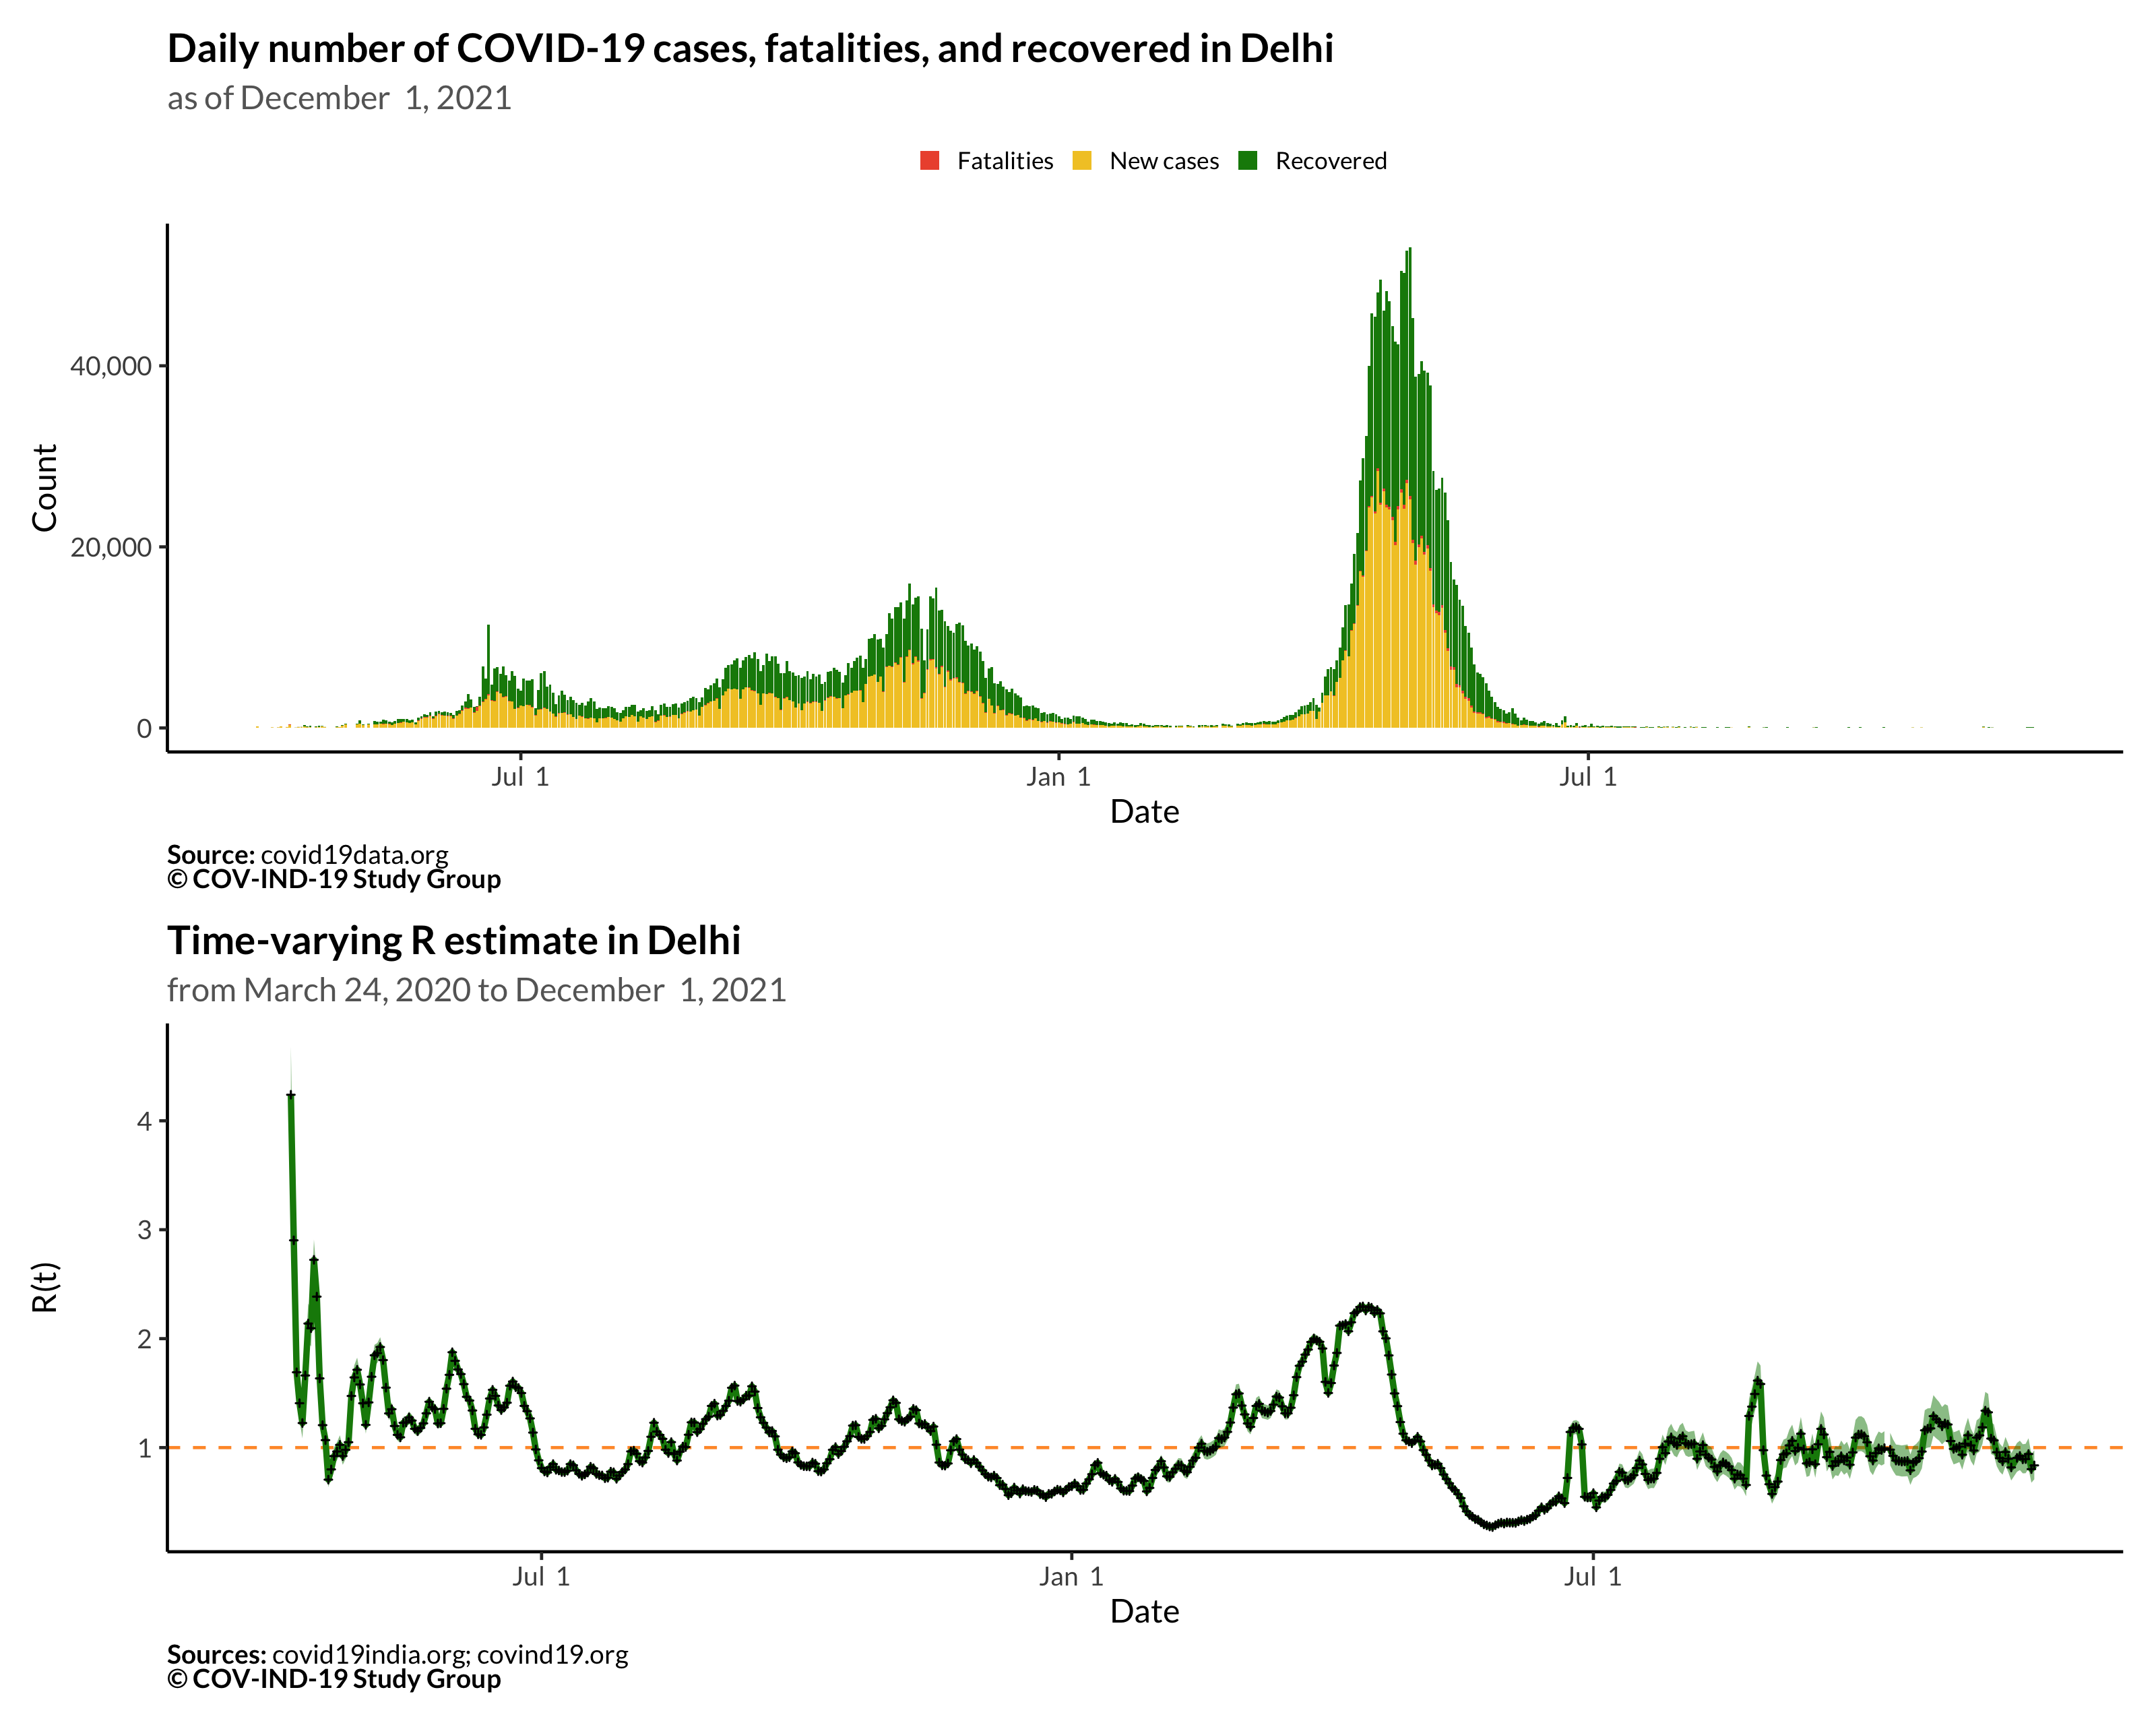 Daily number of COVID-19 cases, fatalities, and recovered in Delhi
as of December  1, 2021
Fatalities New cases Recovered
40,000
20,000
0
Count
Jul  1 Jan  1 Jul  1
Date
Source: covid19data.org
© COV-IND-19 Study Group
Time-varying R estimate in Delhi
from March 24, 2020 to December  1, 2021
4
3
2
1
R(t)
Jul  1 Jan  1 Jul  1
Date
Sources: covid19india.org; covind19.org
© COV-IND-19 Study Group